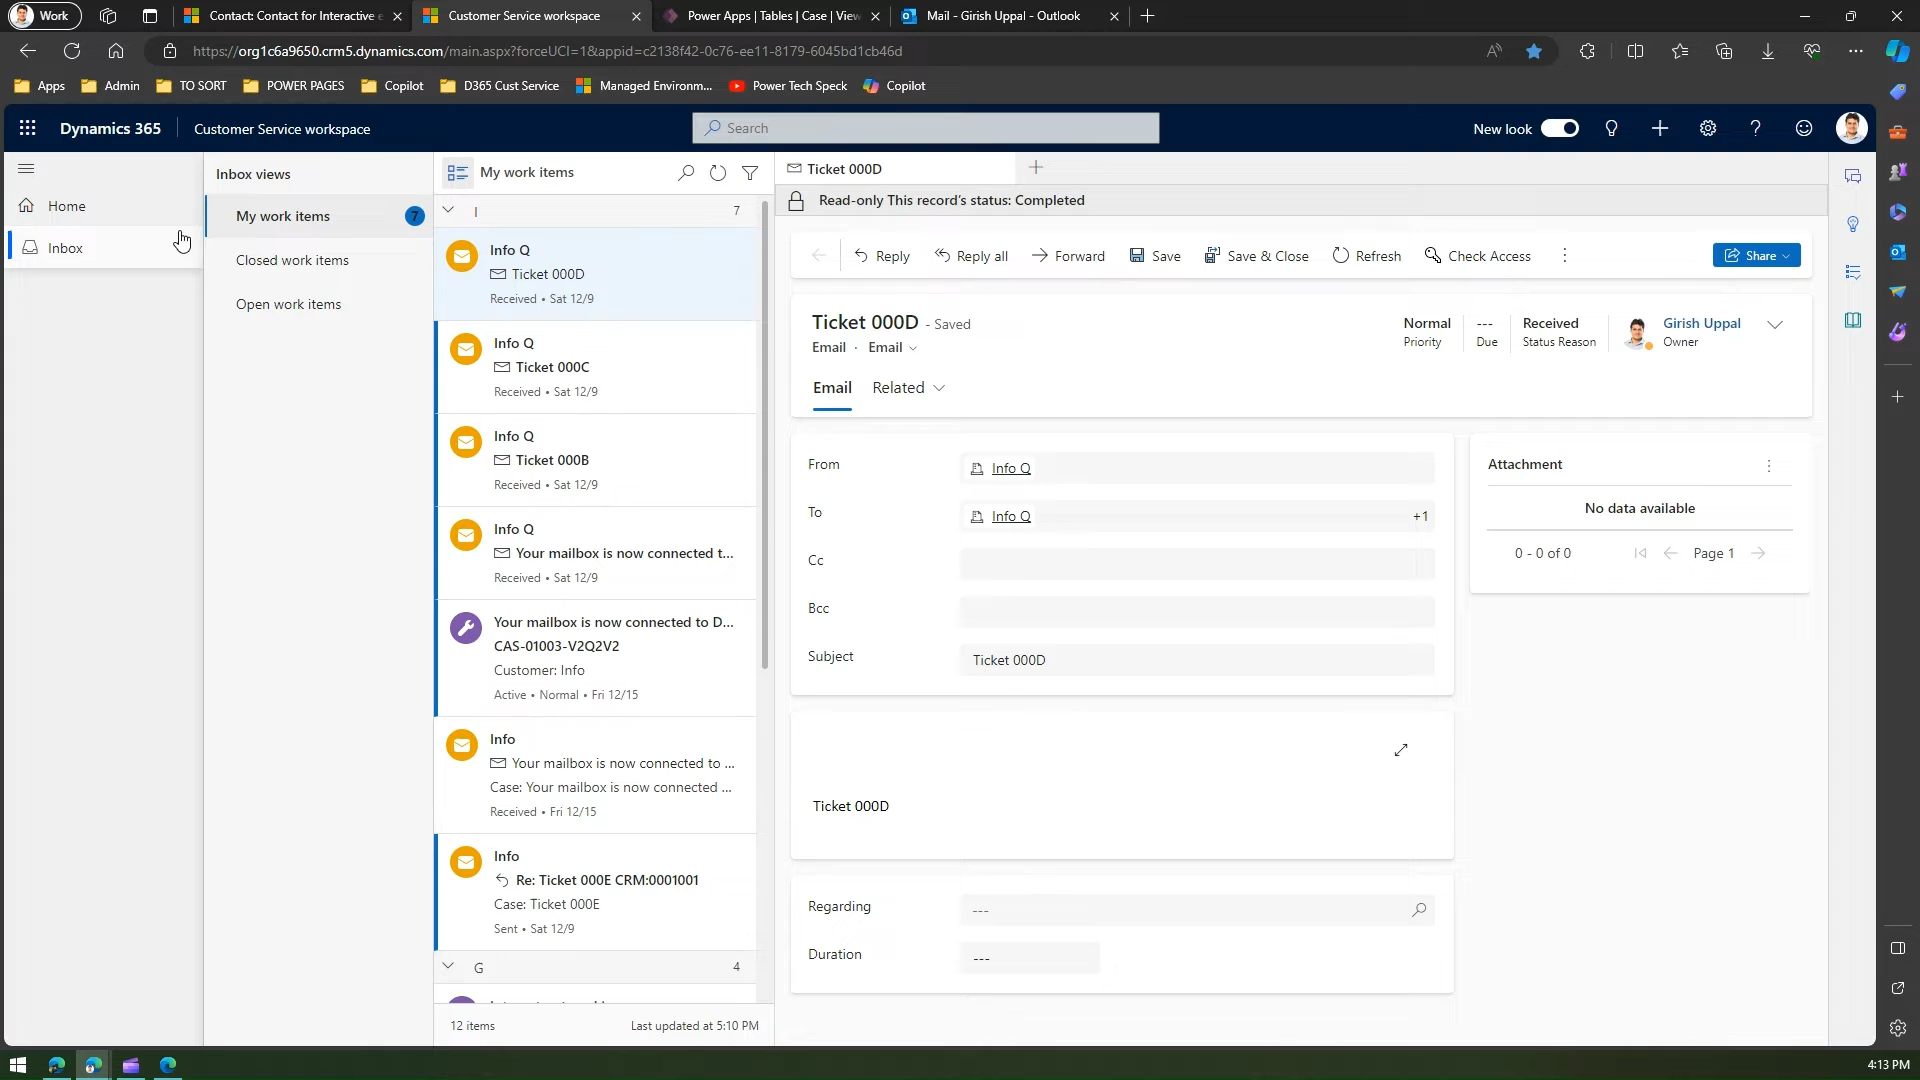 Work
Contact: Contact for Interactive e
Customer Service workspace
Power Apps | Tables | Case | View
Mail - Girish Uppal - Outlook
https://org1c6a9650.crm5.dynamics.com/main.aspx?forceUCI=1&appid=c2138f42-0c76-ee11-8179-6045bd1cb46d
Apps
Admin
TO SORT
POWER PAGES
Copilot
D365 Cust Service
Managed Environm...
Power Tech Speck
Copilot
Dynamics 365
Customer Service workspace
Search
New look
Home
Inbox
Inbox views
My work items
7
Closed work items
Open work items
My work items
I
7
Info Q
Ticket 000D
Received • Sat 12/9
Info Q
Ticket 000C
Received • Sat 12/9
Info Q
Ticket 000B
Received • Sat 12/9
Info Q
Your mailbox is now connected t...
Received • Sat 12/9
Your mailbox is now connected to D...
CAS-01003-V2Q2V2
Customer: Info
Active • Normal • Fri 12/15
Info
Your mailbox is now connected to ...
Case: Your mailbox is now connected ...
Received • Fri 12/15
Info
Re: Ticket 000E CRM:0001001
Case: Ticket 000E
Sent • Sat 12/9
G
4
12 items
Last updated at 5:10 PM
Ticket 000D
Read-only This record's status: Completed
Reply
Reply all
Forward
Save
Save & Close
Refresh
Check Access
Share
Ticket 000D - Saved
Email · Email
Normal
Priority
---
Due
Received
Status Reason
Girish Uppal
Owner
Email
Related
From
Info Q
To
Info Q
+1
Cc
Bcc
Subject
Ticket 000D
Attachment
No data available
0 - 0 of 0
Page 1
Ticket 000D
Regarding
---
Duration
---
4:13 PM